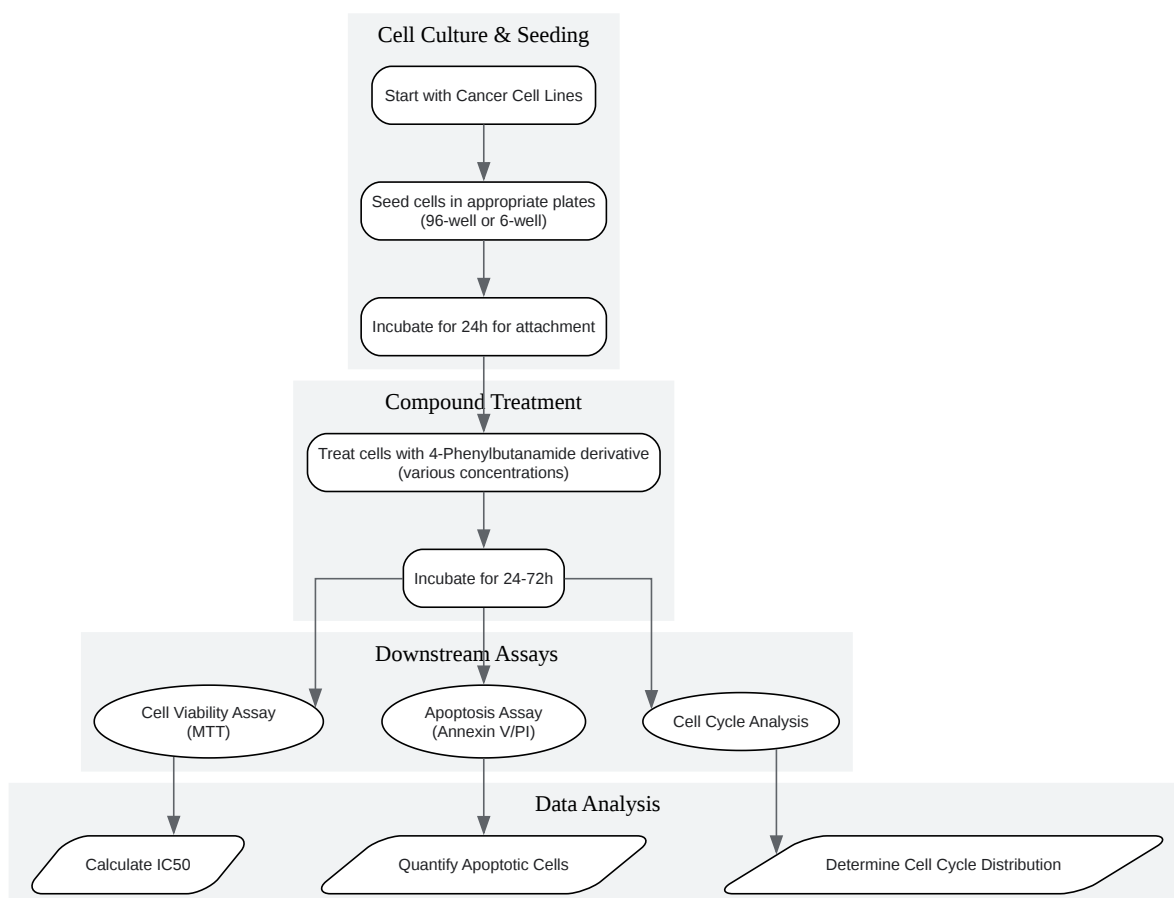 Cell Culture & Seeding
Start with Cancer Cell Lines
Seed cells in appropriate plates
(96-well or 6-well)
Incubate for 24h for attachment
Compound Treatment
Treat cells with 4-Phenylbutanamide derivative
(various concentrations)
Incubate for 24-72h
Downstream Assays
Cell Viability Assay
(MTT)
Apoptosis Assay
(Annexin V/PI)
Cell Cycle Analysis
Data Analysis
Calculate IC50
Quantify Apoptotic Cells
Determine Cell Cycle Distribution